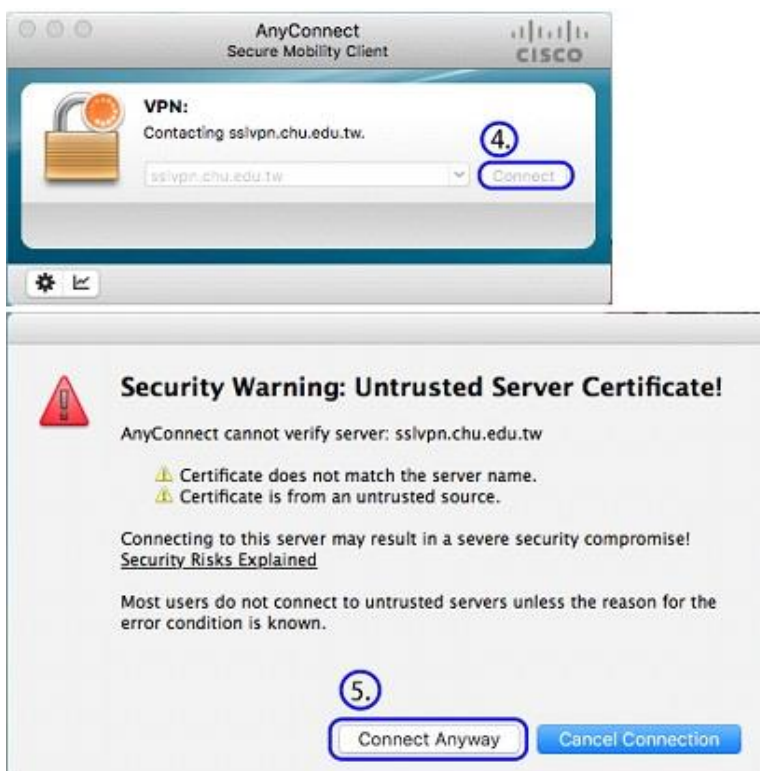 AnyConnect
Secure Mobility Client
CISCO
VPN:
Contacting sslvpn.chu.edu.tw.
4.
sslvpn.chu.edu.tw
Connect
Security Warning: Untrusted Server Certificate!
AnyConnect cannot verify server: sslvpn.chu.edu.tw
Certificate does not match the server name.
Certificate is from an untrusted source.
Connecting to this server may result in a severe security compromise!
Security Risks Explained
Most users do not connect to untrusted servers unless the reason for the
error condition is known.
5.
Connect Anyway
Cancel Connection